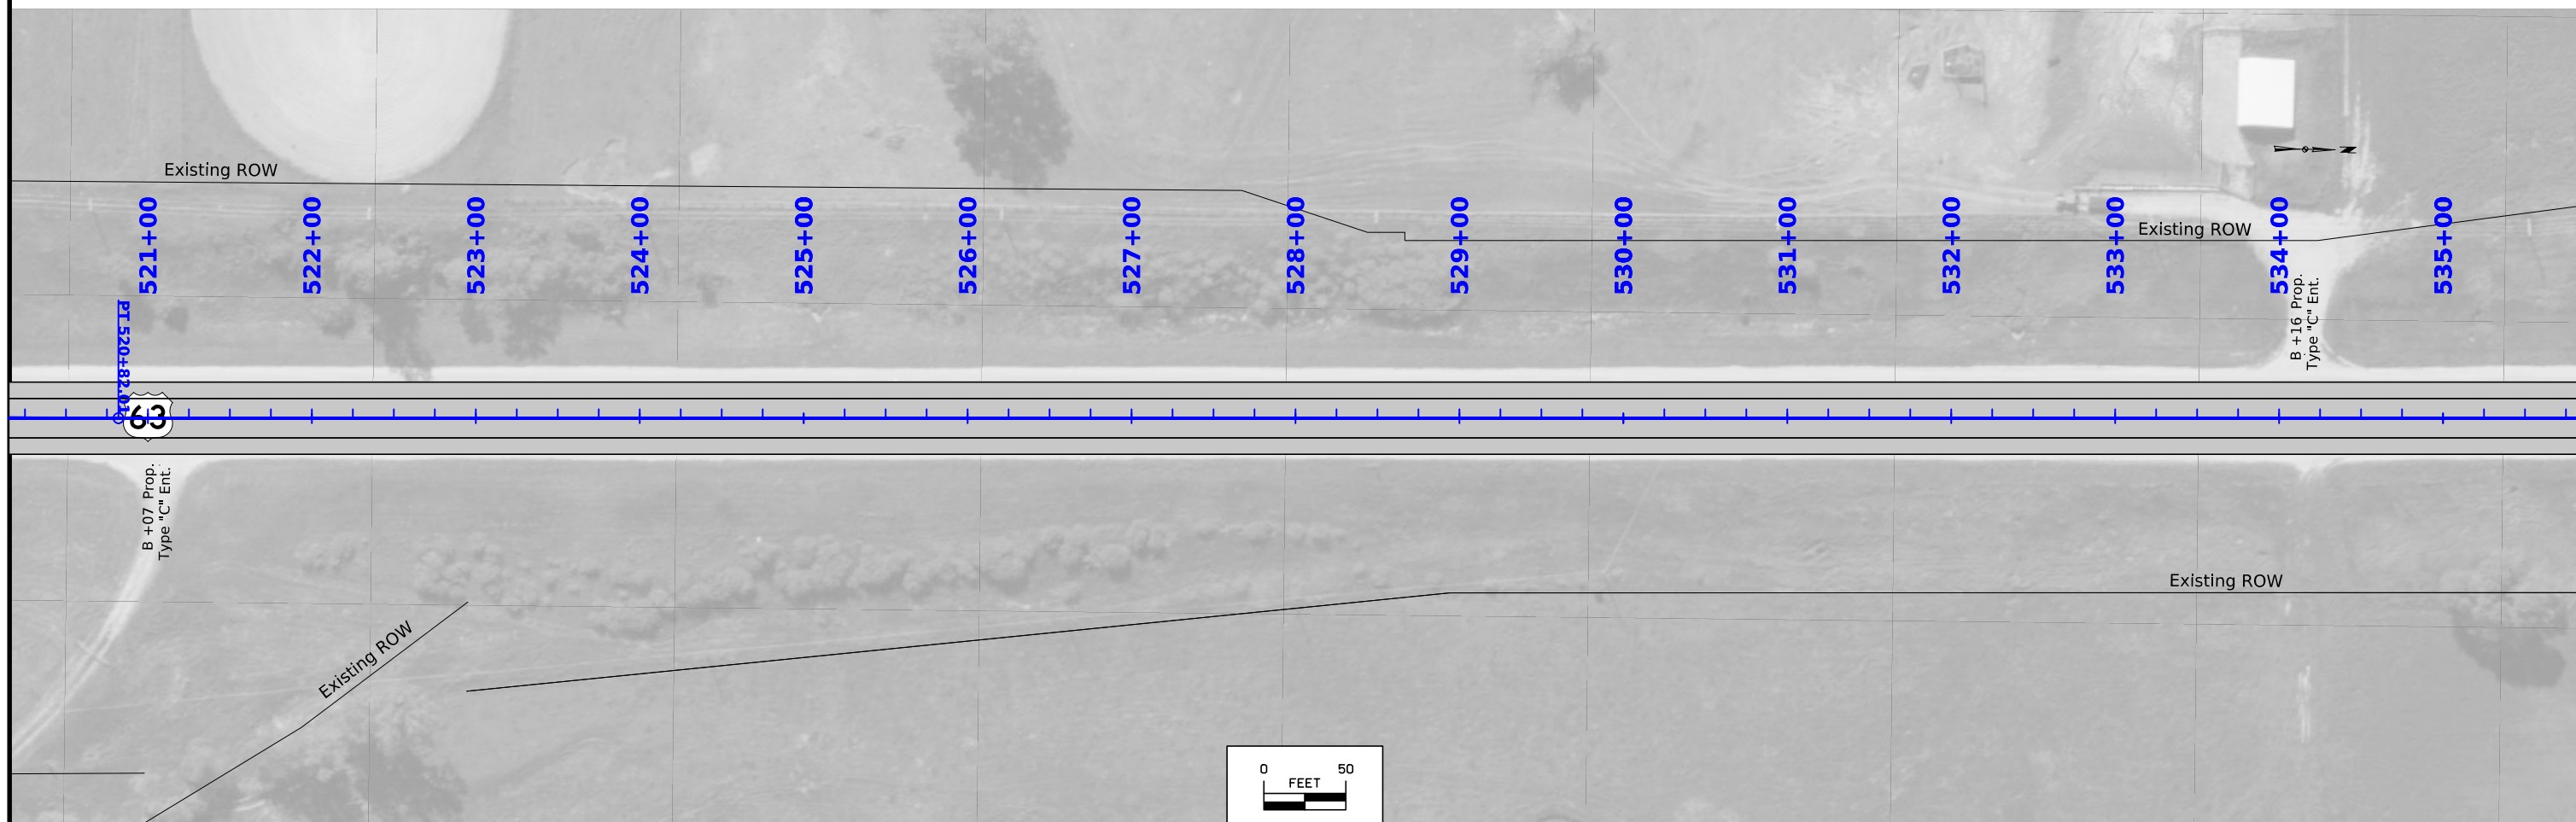 Existing ROW
521+00
522+00
523+00
524+00
525+00
526+00
527+00
528+00
529+00
530+00
531+00
532+00
533+00
534+00
535+00
N
Existing ROW
PT 520+82.01
B +16 Prop.
Type "C" Ent.
63
B +07 Prop.
Type "C" Ent.
Existing ROW
Existing ROW
0 50
FEET